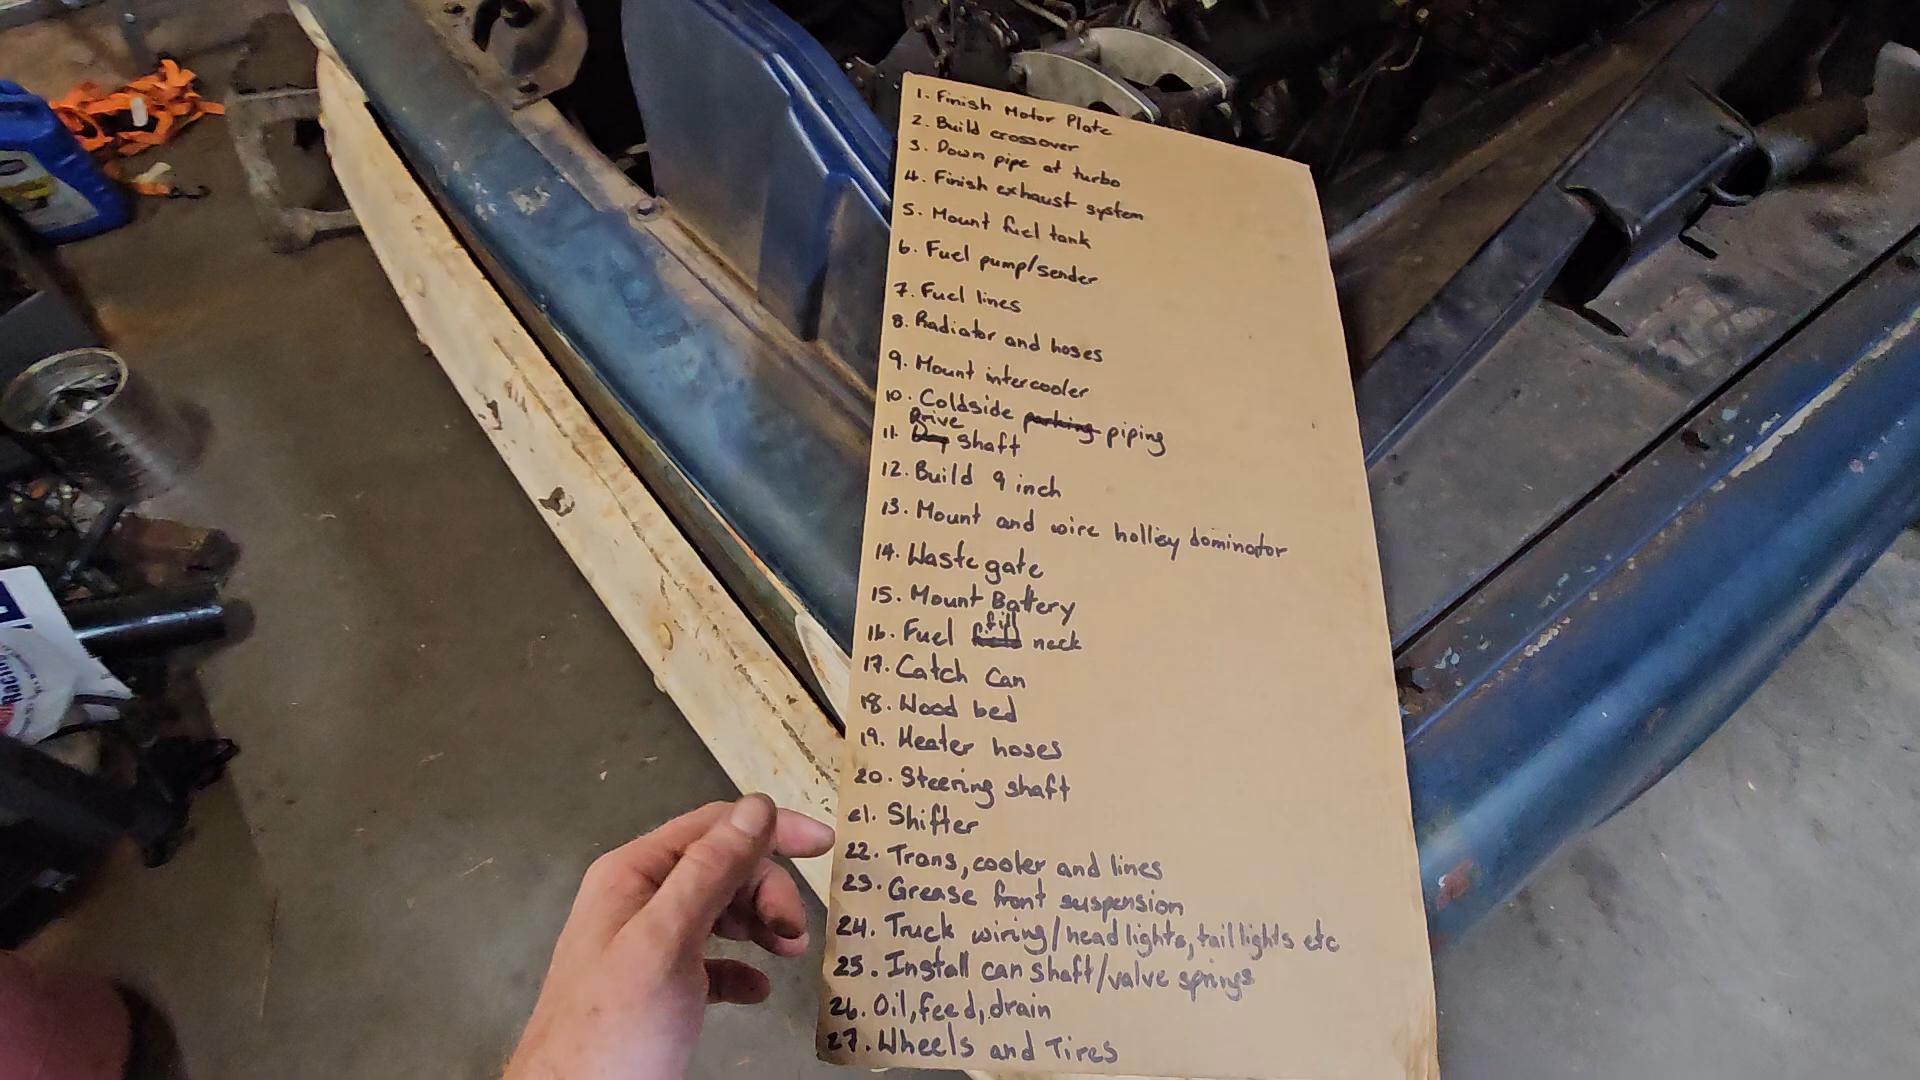 1. Finish Motor Plate
2. Build crossover
3. Down pipe at turbo
4. Finish exhaust system
5. Mount fuel tank
6. Fuel pump/sender
7. Fuel lines
8. Radiator and hoses
9. Mount intercooler
10. Coldside parking piping
11. Drive shaft
12. Build 9 inch
13. Mount and wire holley dominator
14. Waste gate
15. Mount Battery
16. Fuel fill neck
17. Catch Can
18. Wood bed
19. Heater hoses
20. Steering shaft
21. Shifter
22. Trans, cooler and lines
23. Grease front suspension
24. Truck wiring/head lights, tail lights etc
25. Install can shaft/valve springs
26. Oil, feed, drain
27. Wheels and Tires
Racing